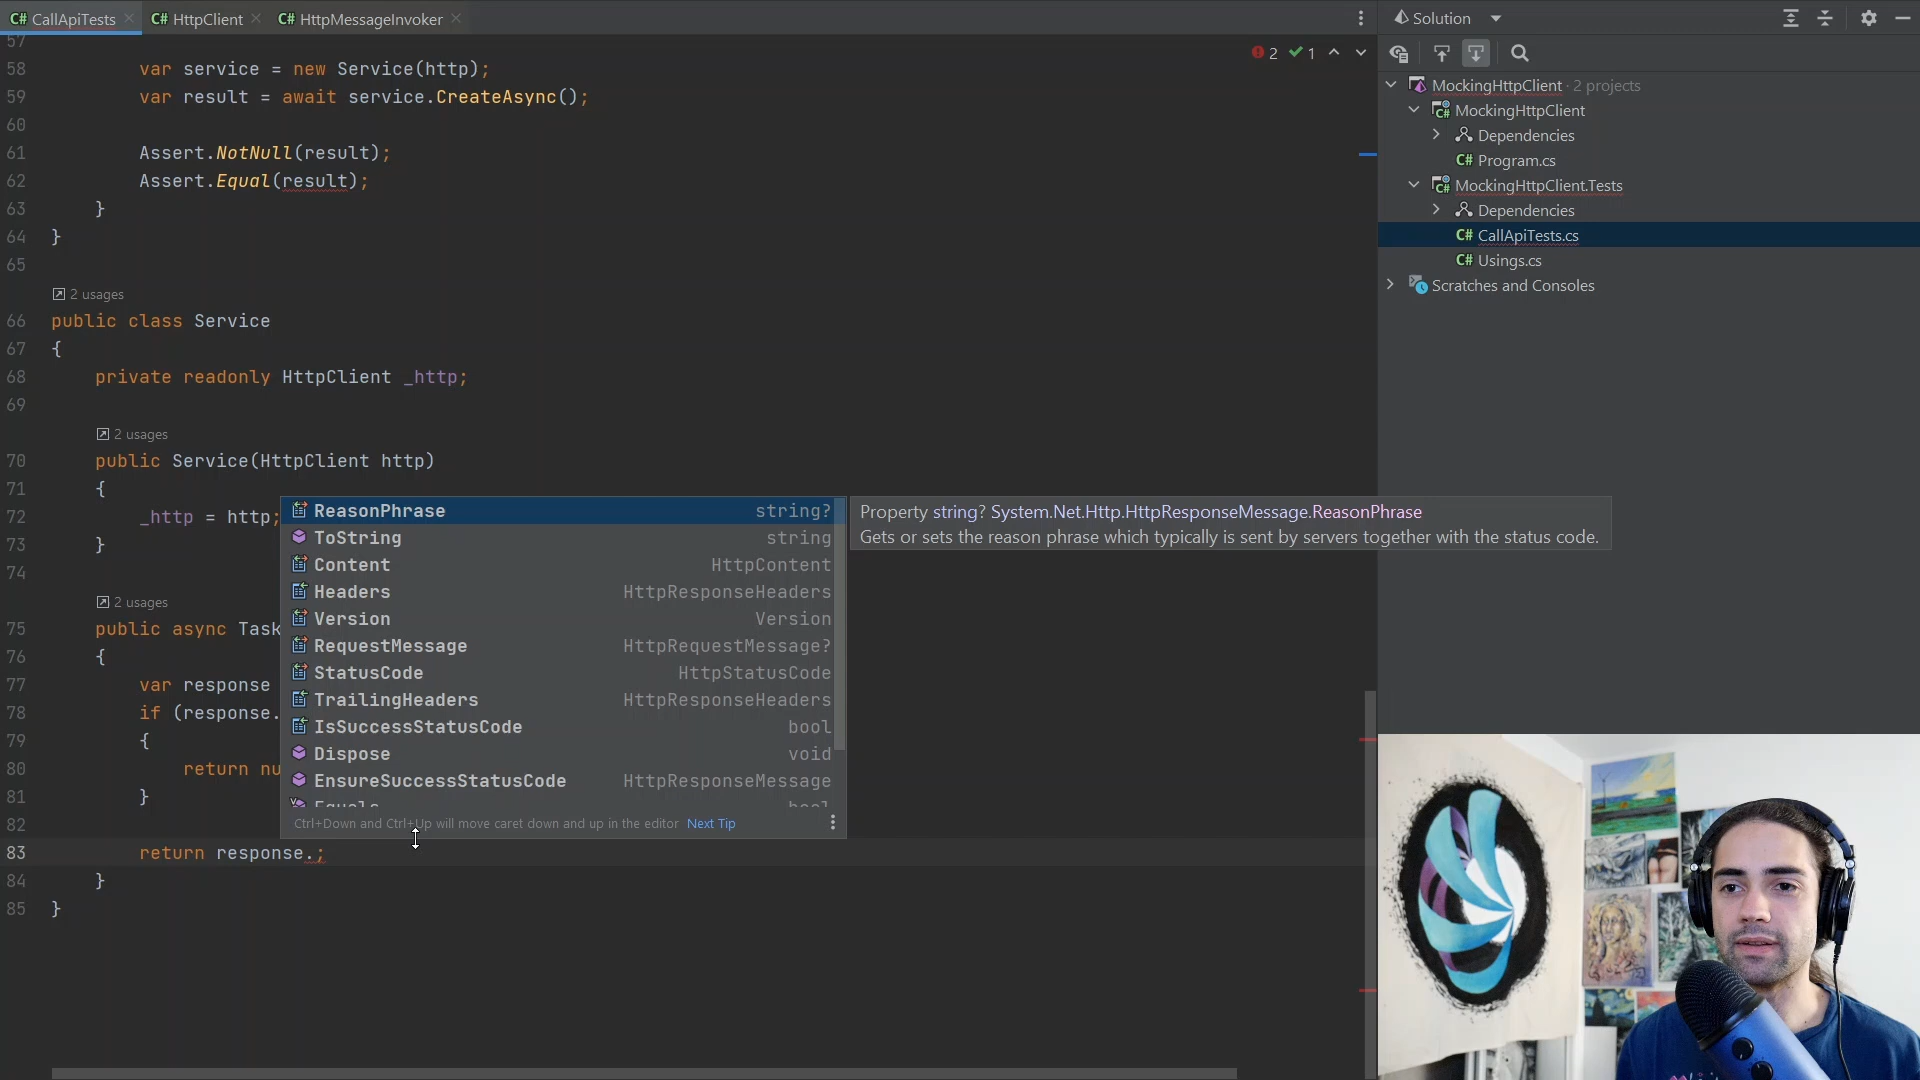 CallApiTests
HttpClient
HttpMessageInvoker
Solution
2
1
57
58 var service = new Service(http);
59 var result = await service.CreateAsync();
60
61 Assert.NotNull(result);
62 Assert.Equal(result);
63 }
64 }
65
2 usages
66 public class Service
67 {
68 private readonly HttpClient _http;
69
2 usages
70 public Service(HttpClient http)
71 {
72 _http = http;
73 }
74
2 usages
75 public async Task
76 {
77 var response
78 if (response.
79 {
80 return nu
81 }
82
83 return response.;
84 }
85 }
ReasonPhrase string?
ToString string
Content HttpContent
Headers HttpResponseHeaders
Version Version
RequestMessage HttpRequestMessage?
StatusCode HttpStatusCode
TrailingHeaders HttpResponseHeaders
IsSuccessStatusCode bool
Dispose void
EnsureSuccessStatusCode HttpResponseMessage
Equals bool
Ctrl+Down and Ctrl+Up will move caret down and up in the editor Next Tip
Property string? System.Net.Http.HttpResponseMessage.ReasonPhrase
Gets or sets the reason phrase which typically is sent by servers together with the status code.
MockingHttpClient · 2 projects
C# MockingHttpClient
Dependencies
C# Program.cs
C# MockingHttpClient.Tests
Dependencies
C# CallApiTests.cs
C# Usings.cs
Scratches and Consoles